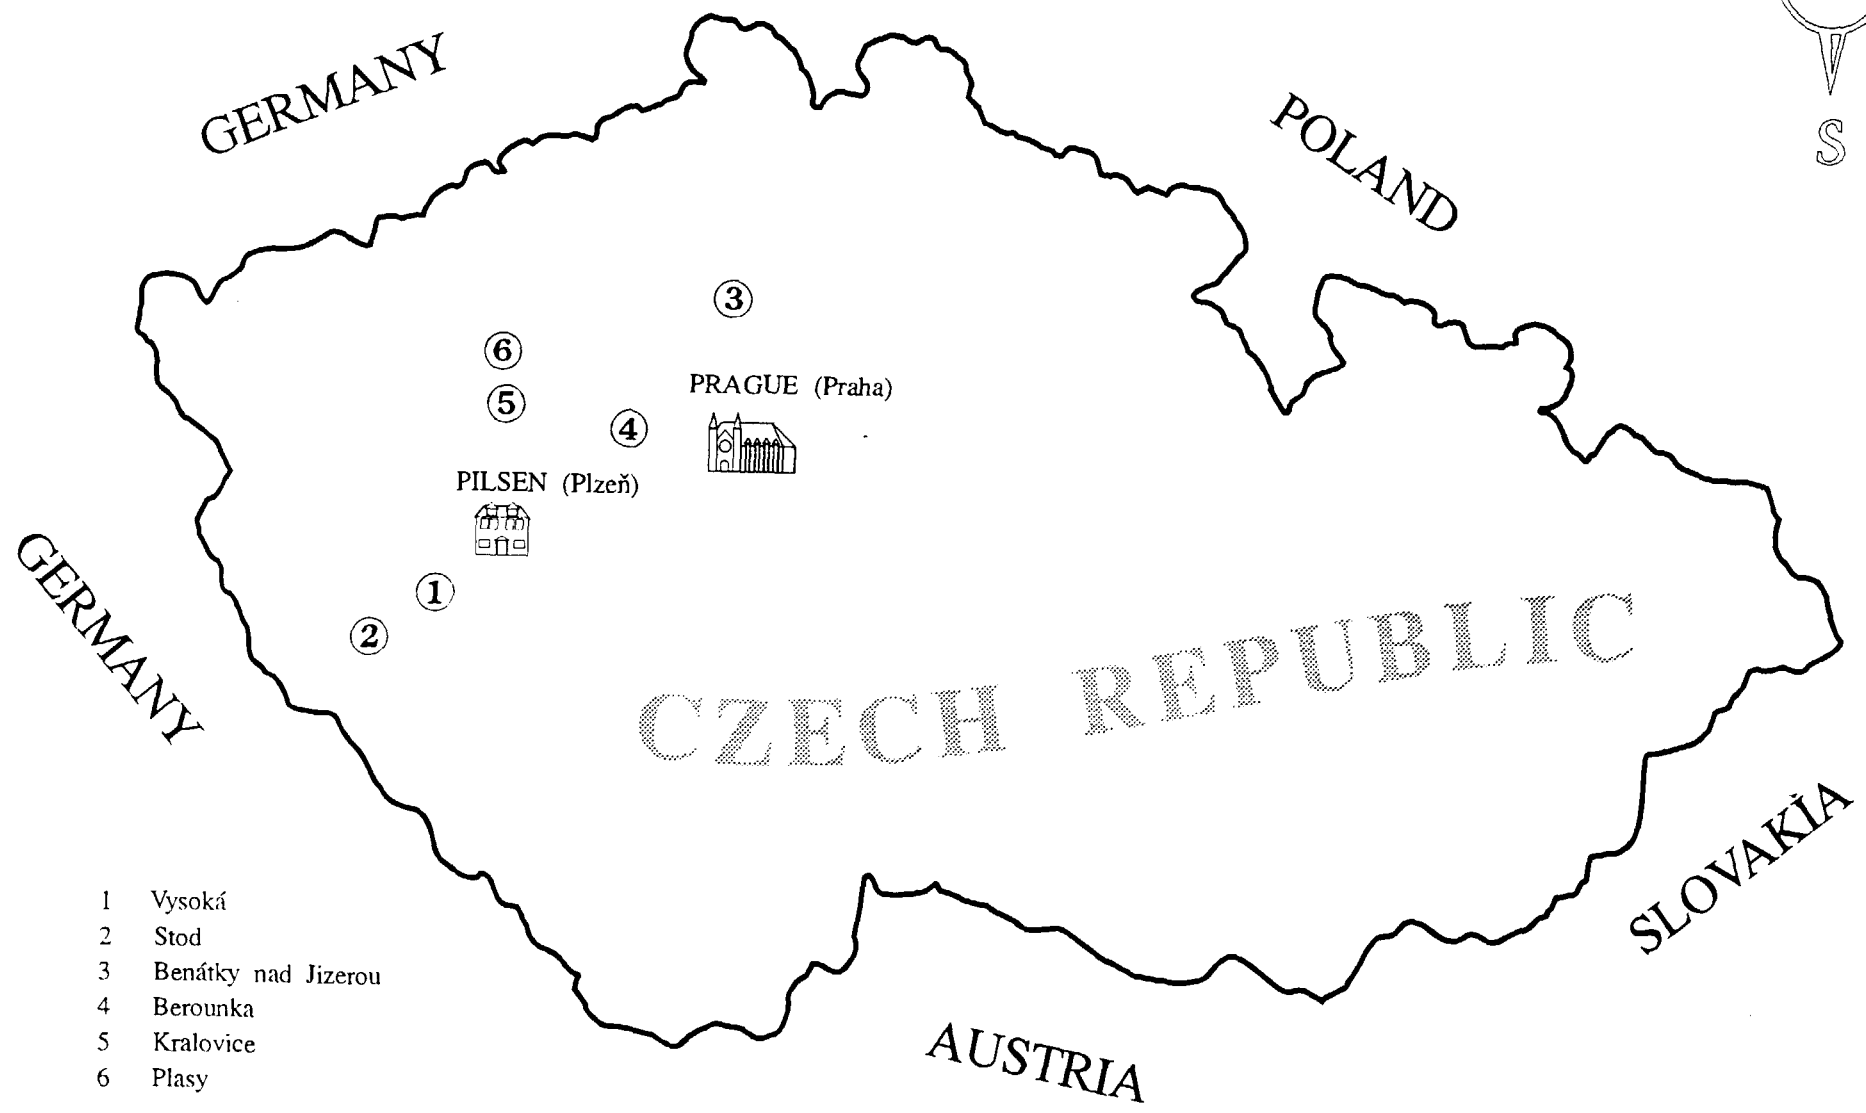 GERMANY
POLAND
S
3
6
PRAGUE (Praha)
5
4
PILSEN (Plzeň)
GERMANY
1
2
CZECH REPUBLIC
SLOVAKIA
1 Vysoká
2 Stod
3 Benátky nad Jizerou
4 Berounka
5 Kralovice
6 Plasy
AUSTRIA